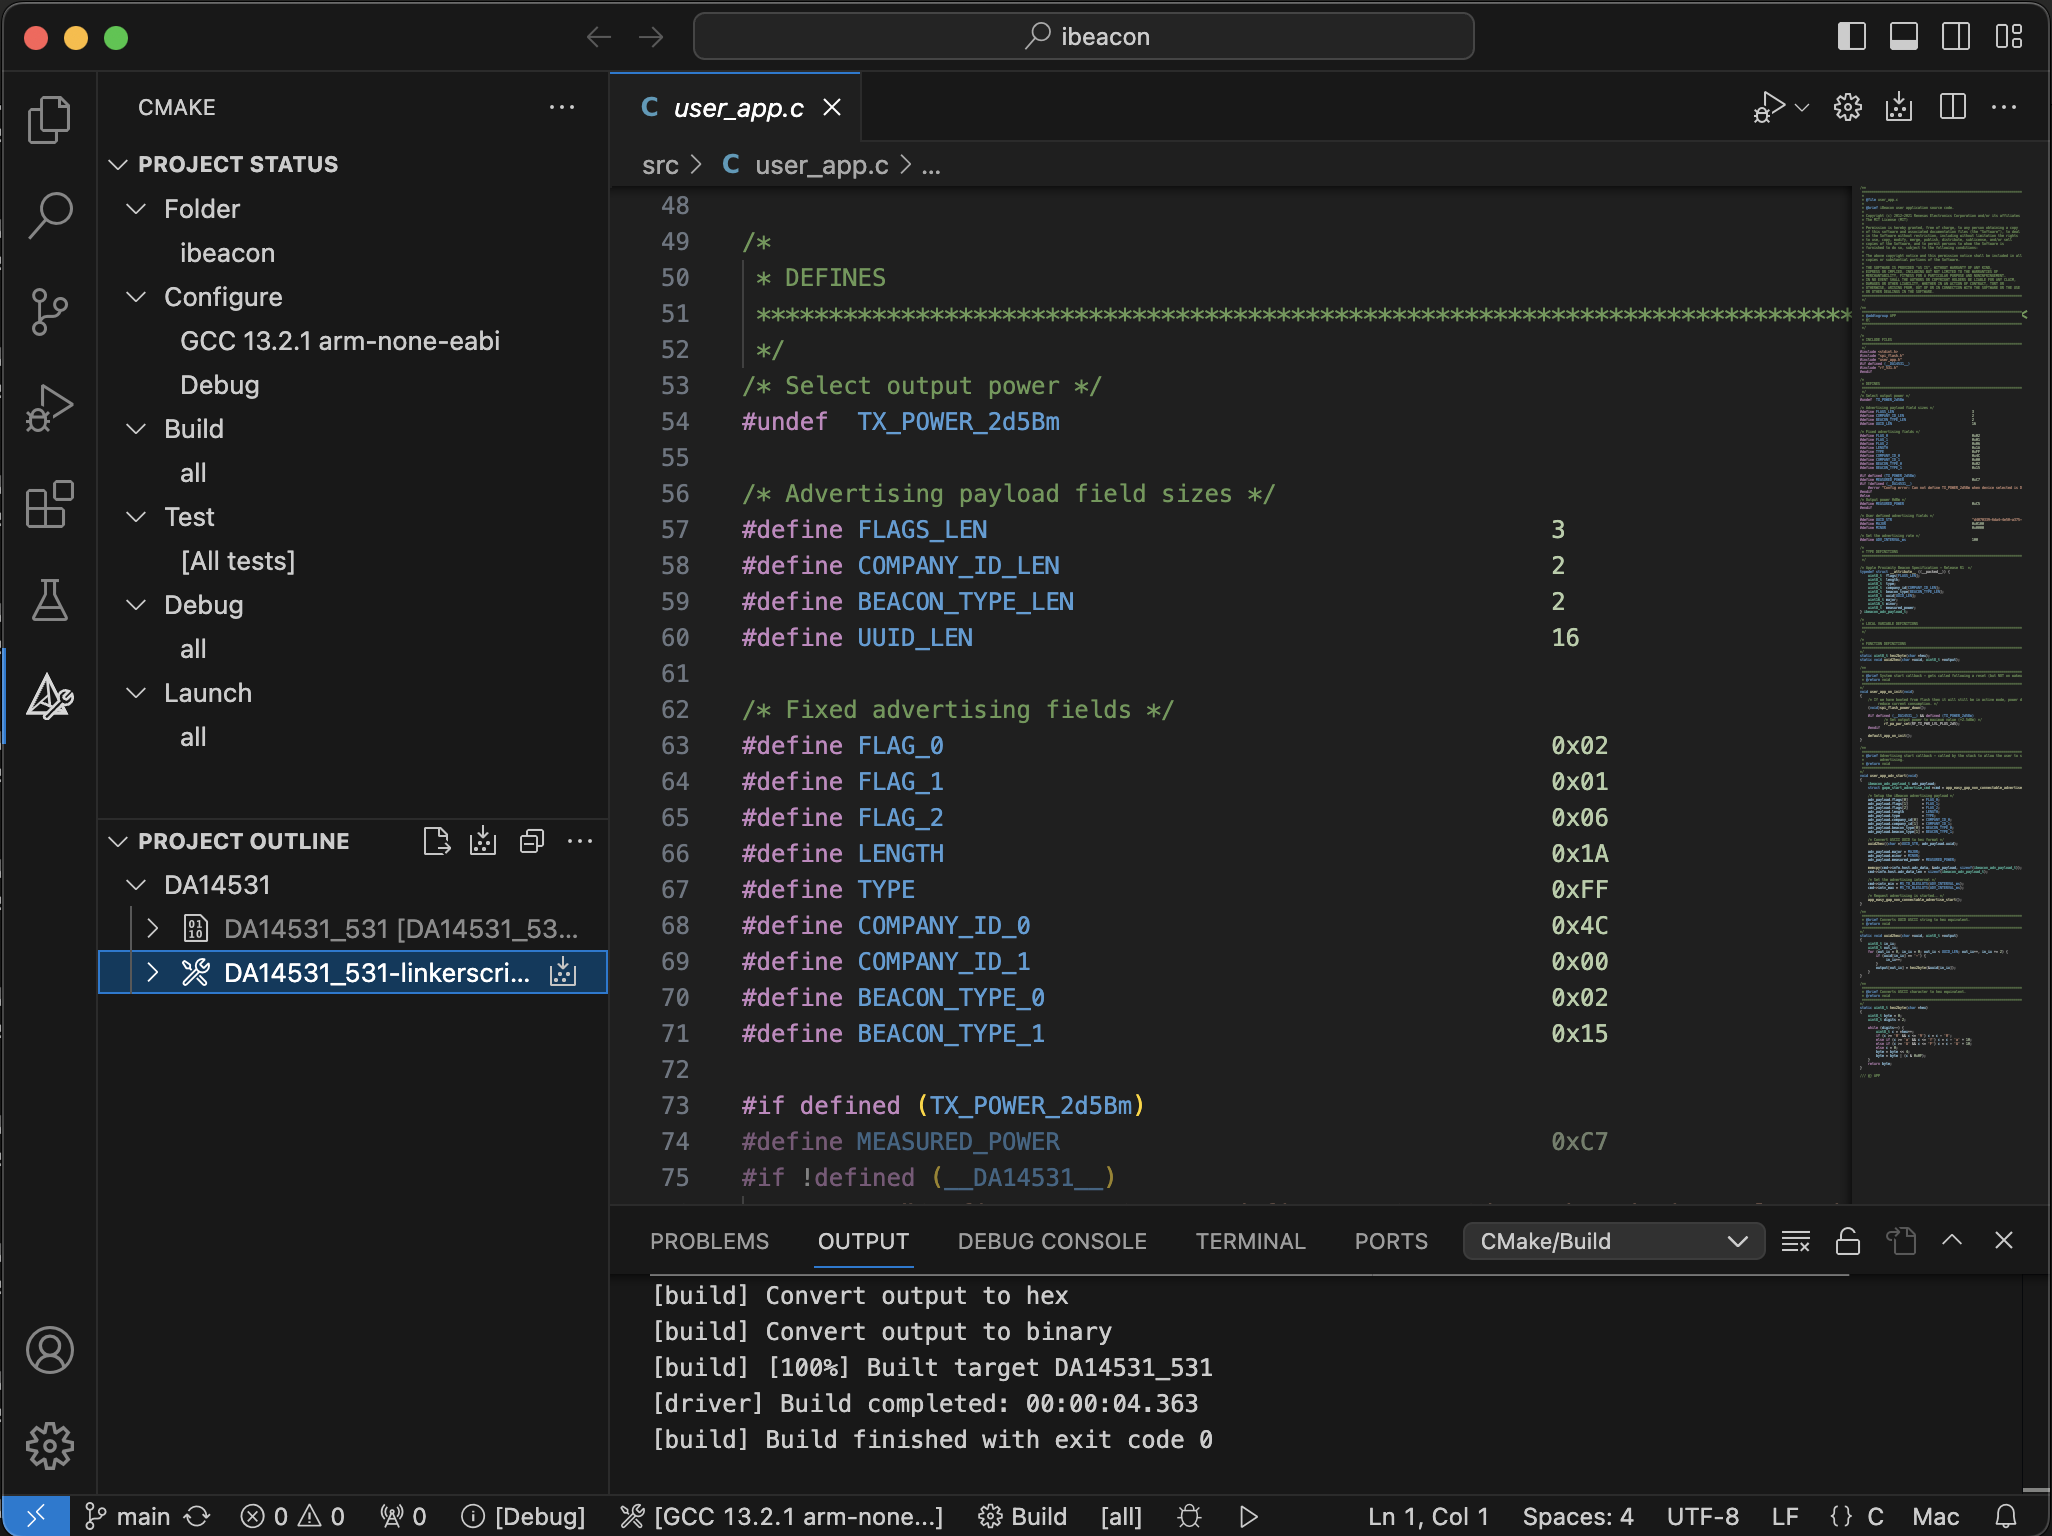 ibeacon
CMAKE
PROJECT STATUS
Folder
ibeacon
Configure
GCC 13.2.1 arm-none-eabi
Debug
Build
all
Test
[All tests]
Debug
all
Launch
all
PROJECT OUTLINE
DA14531
DA14531_531 [DA14531_53...
DA14531_531-linkerscri...
C user_app.c
src > C user_app.c > ...
48
49 /*
50 * DEFINES
51 ****************************************************************************
52 */
53 /* Select output power */
54 #undef TX_POWER_2d5Bm
55
56 /* Advertising payload field sizes */
57 #define FLAGS_LEN 3
58 #define COMPANY_ID_LEN 2
59 #define BEACON_TYPE_LEN 2
60 #define UUID_LEN 16
61
62 /* Fixed advertising fields */
63 #define FLAG_0 0x02
64 #define FLAG_1 0x01
65 #define FLAG_2 0x06
66 #define LENGTH 0x1A
67 #define TYPE 0xFF
68 #define COMPANY_ID_0 0x4C
69 #define COMPANY_ID_1 0x00
70 #define BEACON_TYPE_0 0x02
71 #define BEACON_TYPE_1 0x15
72
73 #if defined (TX_POWER_2d5Bm)
74 #define MEASURED_POWER 0xC7
75 #if !defined (__DA14531__)
PROBLEMS OUTPUT DEBUG CONSOLE TERMINAL PORTS CMake/Build
[build] Convert output to hex
[build] Convert output to binary
[build] [100%] Built target DA14531_531
[driver] Build completed: 00:00:04.363
[build] Build finished with exit code 0
main 0 0 0 [Debug] [GCC 13.2.1 arm-none...] Build [all] Ln 1, Col 1 Spaces: 4 UTF-8 LF {} C Mac